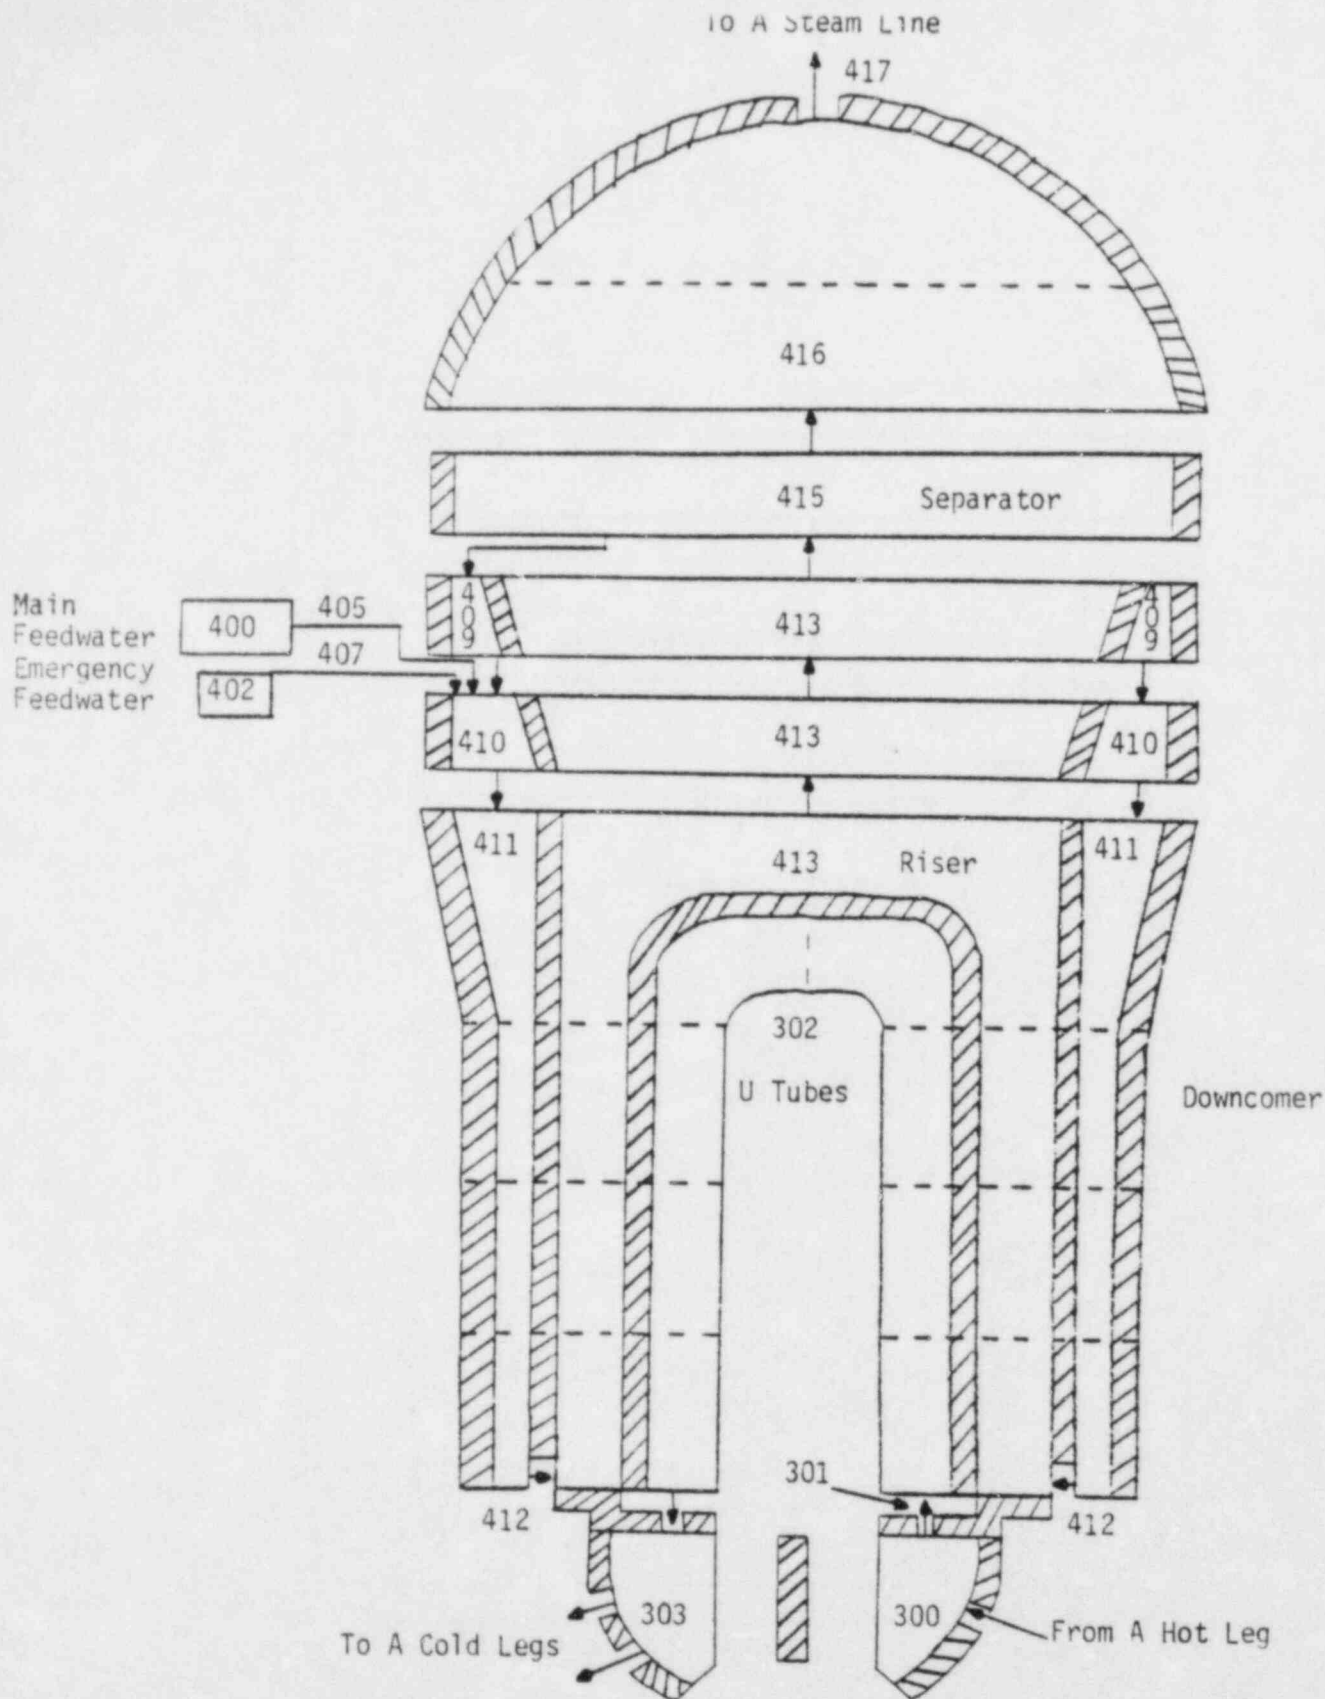 To A Steam Line
417
416
415 Separator
409 413 409
Main
Feedwater
400
405
407
Emergency
Feedwater
402
410 413 410
411 413 Riser 411
302
U Tubes
Downcomer
301
412 412
303 300
To A Cold Legs
From A Hot Leg